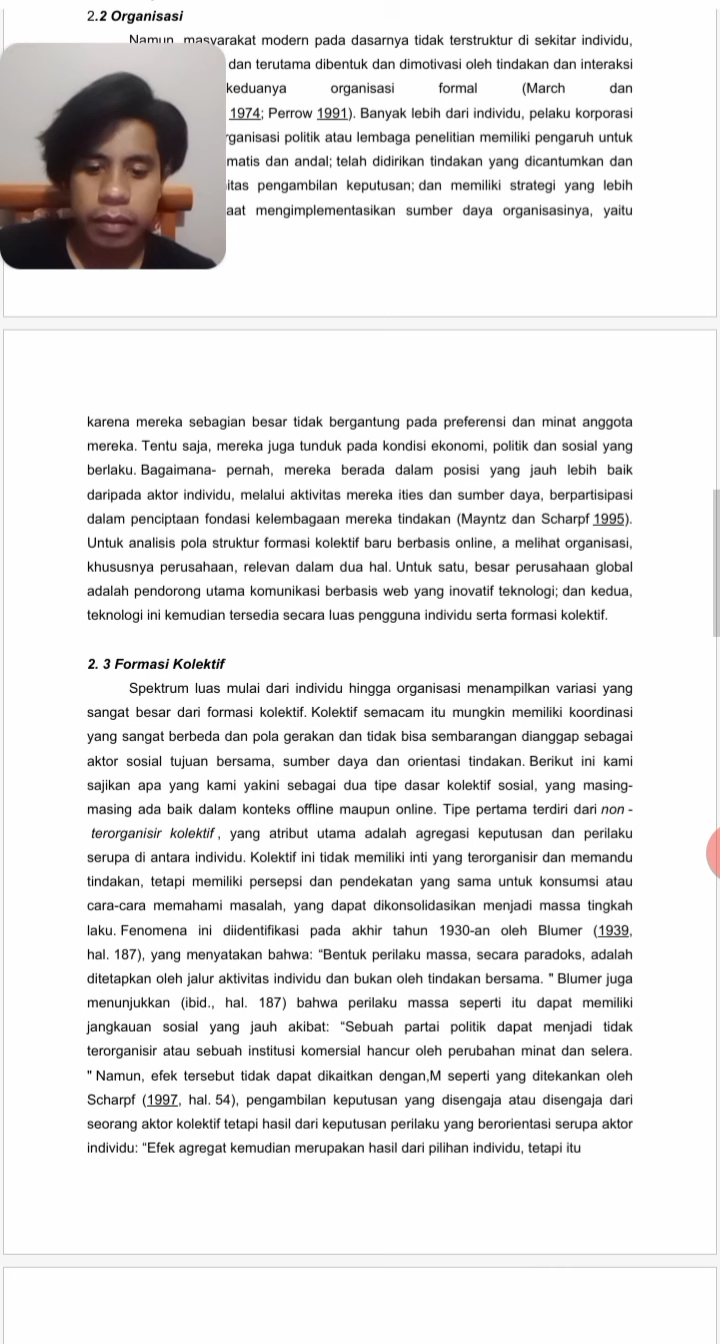 2.2 Organisasi
Namun, masyarakat modern pada dasarnya tidak terstruktur di sekitar individu,
dan terutama dibentuk dan dimotivasi oleh tindakan dan interaksi
keduanya organisasi formal (March dan
1974; Perrow 1991). Banyak lebih dari individu, pelaku korporasi
organisasi politik atau lembaga penelitian memiliki pengaruh untuk
matis dan andal; telah didirikan tindakan yang dicantumkan dan
itas pengambilan keputusan; dan memiliki strategi yang lebih
aat mengimplementasikan sumber daya organisasinya, yaitu
karena mereka sebagian besar tidak bergantung pada preferensi dan minat anggota
mereka. Tentu saja, mereka juga tunduk pada kondisi ekonomi, politik dan sosial yang
berlaku. Bagaimana- pernah, mereka berada dalam posisi yang jauh lebih baik
daripada aktor individu, melalui aktivitas mereka ities dan sumber daya, berpartisipasi
dalam penciptaan fondasi kelembagaan mereka tindakan (Mayntz dan Scharpf 1995).
Untuk analisis pola struktur formasi kolektif baru berbasis online, a melihat organisasi,
khususnya perusahaan, relevan dalam dua hal. Untuk satu, besar perusahaan global
adalah pendorong utama komunikasi berbasis web yang inovatif teknologi; dan kedua,
teknologi ini kemudian tersedia secara luas pengguna individu serta formasi kolektif.
2. 3 Formasi Kolektif
Spektrum luas mulai dari individu hingga organisasi menampilkan variasi yang
sangat besar dari formasi kolektif. Kolektif semacam itu mungkin memiliki koordinasi
yang sangat berbeda dan pola gerakan dan tidak bisa sembarangan dianggap sebagai
aktor sosial tujuan bersama, sumber daya dan orientasi tindakan. Berikut ini kami
sajikan apa yang kami yakini sebagai dua tipe dasar kolektif sosial, yang masing-
masing ada baik dalam konteks offline maupun online. Tipe pertama terdiri dari non -
terorganisir kolektif , yang atribut utama adalah agregasi keputusan dan perilaku
serupa di antara individu. Kolektif ini tidak memiliki inti yang terorganisir dan memandu
tindakan, tetapi memiliki persepsi dan pendekatan yang sama untuk konsumsi atau
cara-cara memahami masalah, yang dapat dikonsolidasikan menjadi massa tingkah
laku. Fenomena ini diidentifikasi pada akhir tahun 1930-an oleh Blumer (1939,
hal. 187), yang menyatakan bahwa: "Bentuk perilaku massa, secara paradoks, adalah
ditetapkan oleh jalur aktivitas individu dan bukan oleh tindakan bersama. " Blumer juga
menunjukkan (ibid., hal. 187) bahwa perilaku massa seperti itu dapat memiliki
jangkauan sosial yang jauh akibat: "Sebuah partai politik dapat menjadi tidak
terorganisir atau sebuah institusi komersial hancur oleh perubahan minat dan selera.
" Namun, efek tersebut tidak dapat dikaitkan dengan,M seperti yang ditekankan oleh
Scharpf (1997, hal. 54), pengambilan keputusan yang disengaja atau disengaja dari
seorang aktor kolektif tetapi hasil dari keputusan perilaku yang berorientasi serupa aktor
individu: "Efek agregat kemudian merupakan hasil dari pilihan individu, tetapi itu